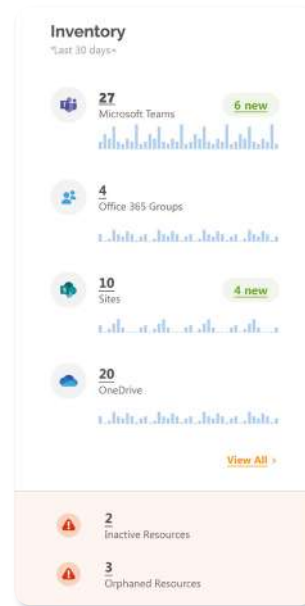 Inventory
*Last 30 days*
27
6 new
Microsoft Teams
4
Office 365 Groups
10
4 new
Sites
20
OneDrive
View All >
2
Inactive Resources
3
Orphaned Resources